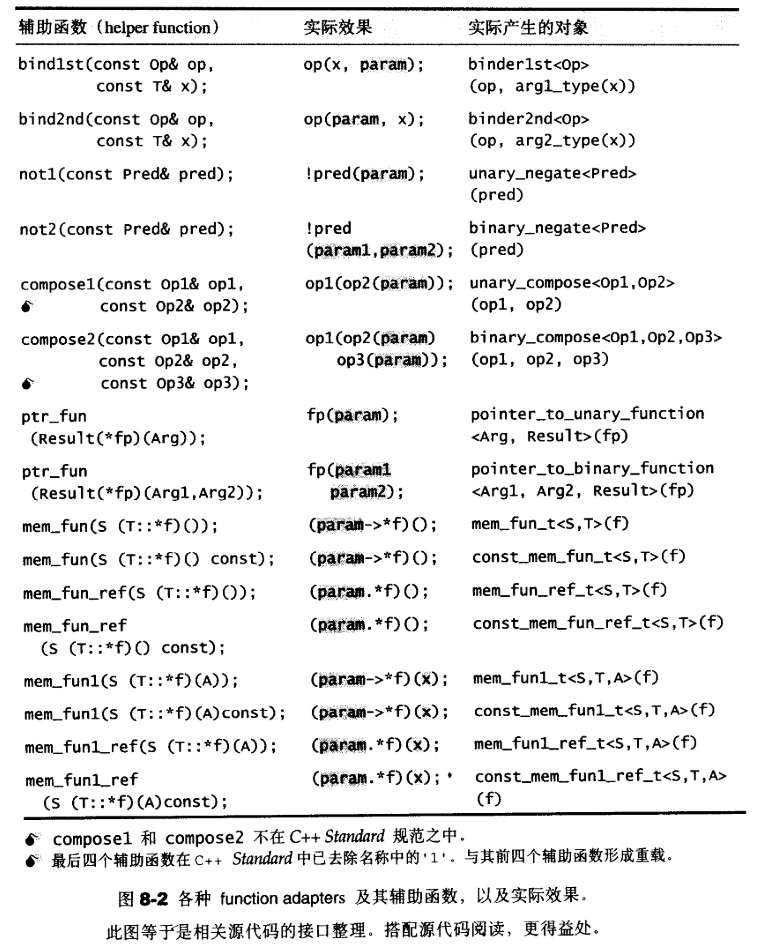 辅助函数（helper function） 实际效果 实际产生的对象
bind1st(const Op& op, op(x, param); binder1st<Op>
const T& x); (op, arg1_type(x))
bind2nd(const Op& op, op(param, x); binder2nd<Op>
const T& x); (op, arg2_type(x))
not1(const Pred& pred); !pred(param); unary_negate<Pred>
(pred)
not2(const Pred& pred); !pred binary_negate<Pred>
(param1,param2); (pred)
compose1(const Op1& op1, op1(op2(param)); unary_compose<Op1,Op2>
const Op2& op2); (op1, op2)
compose2(const Op1& op1, op1(op2(param) binary_compose<Op1,Op2,Op3>
const Op2& op2, op3(param)); (op1, op2, op3)
const Op3& op3);
ptr_fun fp(param); pointer_to_unary_function
(Result(*fp)(Arg)); <Arg, Result>(fp)
ptr_fun fp(param1 pointer_to_binary_function
(Result(*fp)(Arg1,Arg2)); param2); <Arg1, Arg2, Result>(fp)
mem_fun(S (T::*f)()); (param->*f)(); mem_fun_t<S,T>(f)
mem_fun(S (T::*f)() const); (param->*f)(); const_mem_fun_t<S,T>(f)
mem_fun_ref(S (T::*f)()); (param.*f)(); mem_fun_ref_t<S,T>(f)
mem_fun_ref (param.*f)(); const_mem_fun_ref_t<S,T>(f)
(S (T::*f)() const);
mem_fun1(S (T::*f)(A)); (param->*f)(x); mem_fun1_t<S,T,A>(f)
mem_fun1(S (T::*f)(A)const); (param->*f)(x); const_mem_fun1_t<S,T,A>(f)
mem_fun1_ref(S (T::*f)(A)); (param.*f)(x); mem_fun1_ref_t<S,T,A>(f)
mem_fun1_ref (param.*f)(x); const_mem_fun1_ref_t<S,T,A>
(S (T::*f)(A)const); (f)
compose1 和 compose2 不在 C++ Standard 规范之中。
最后四个辅助函数在 C++ Standard 中已去除名称中的'1'。与其前四个辅助函数形成重载。
图 8-2 各种 function adapters 及其辅助函数，以及实际效果。
此图等于是相关源代码的接口整理。搭配源代码阅读，更得益处。